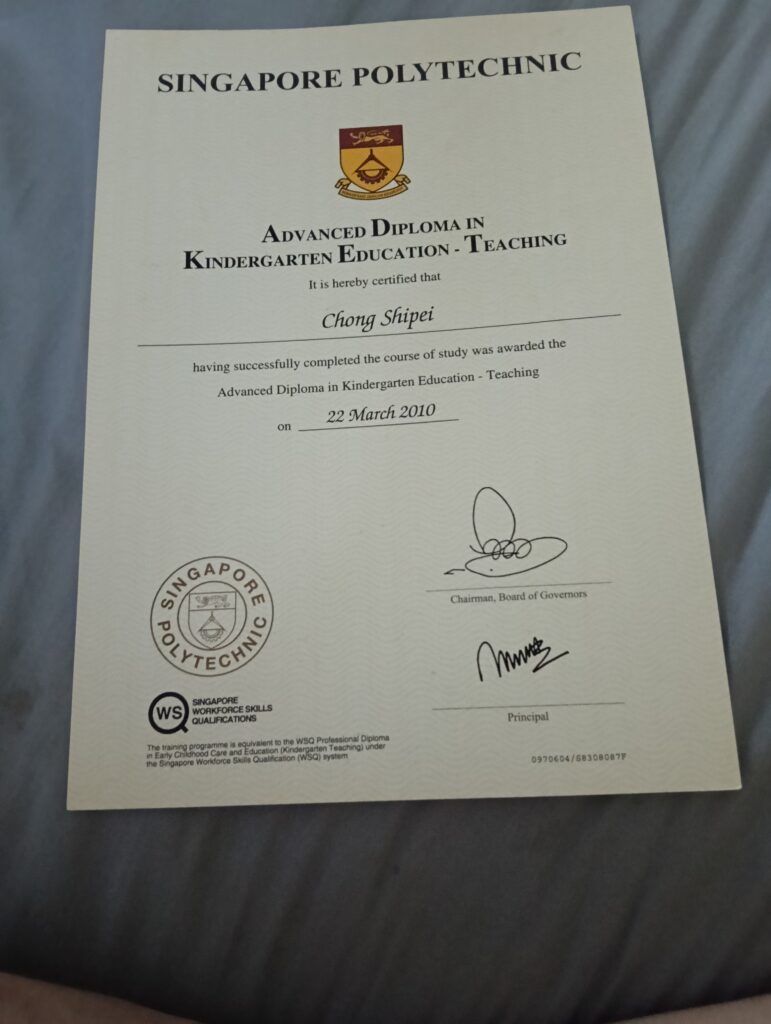 SINGAPORE POLYTECHNIC
ADVANCED DIPLOMA IN
KINDERGARTEN EDUCATION - TEACHING
It is hereby certified that
Chong Shipei
having successfully completed the course of study was awarded the
Advanced Diploma in Kindergarten Education - Teaching
on 22 March 2010
Chairman, Board of Governors
SINGAPORE POLYTECHNIC
Principal
WS SINGAPORE
WORKFORCE SKILLS
QUALIFICATIONS
The training programme is equivalent to the WSQ Professional Diploma
in Early Childhood Care and Education (Kindergarten Teaching) under
the Singapore Workforce Skills Qualification (WSQ) system
0970604/S8308087F